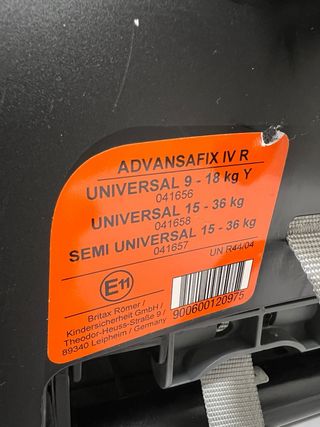 ADVANSAFIX IV R
UNIVERSAL 9 - 18 kg Y
041656
UNIVERSAL 15 - 36 kg
041658
SEMI UNIVERSAL 15 - 36 kg
041657
UN R44/04
E11
Britax Römer /
Kindersicherheit GmbH /
Theodor-Heuss-Straße 9 /
89340 Leipheim / Germany
900600120975